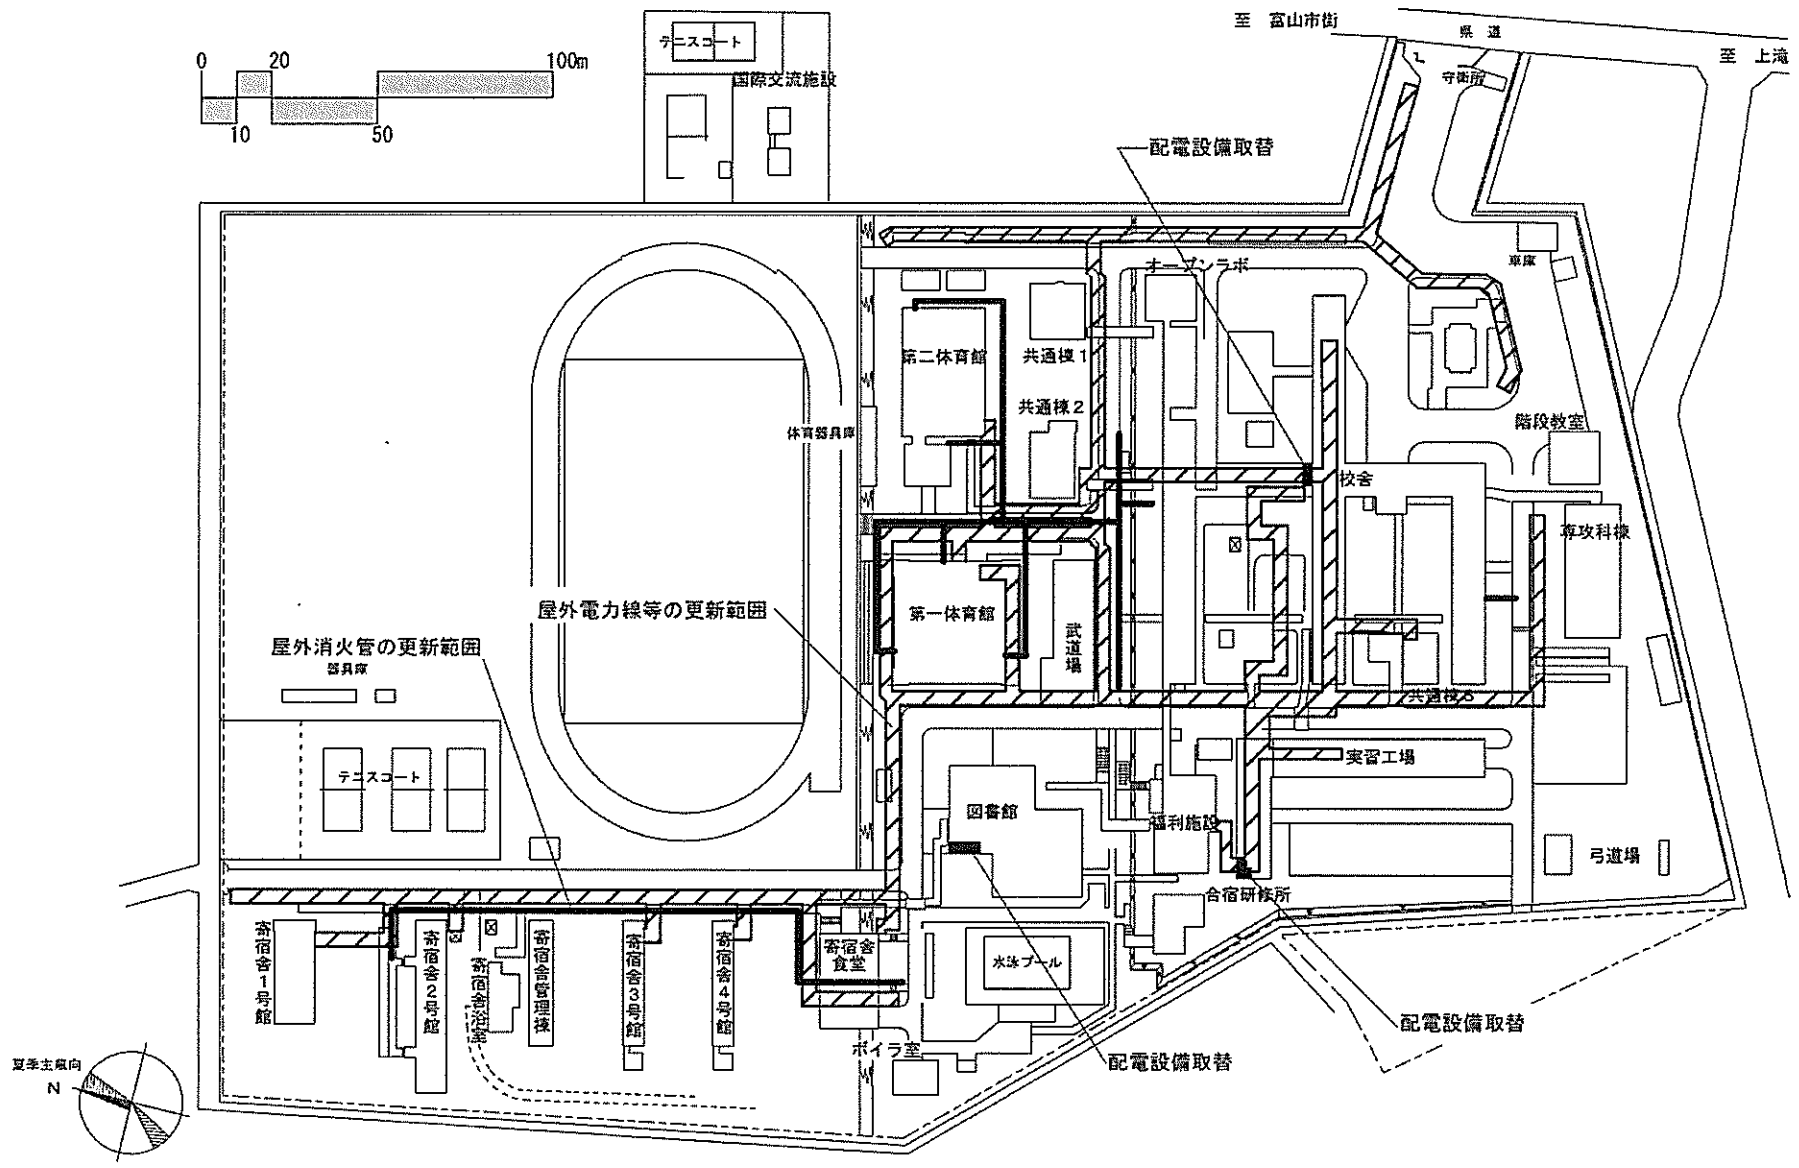 至 富山市街
県道
至 上滝
守衛所
テニスコート
国際交流施設
0
20
100m
10
50
配電設備取替
オープンラボ
車庫
第二体育館
共通棟1
共通棟2
体育器具庫
階段教室
校舎
専攻科棟
屋外電力線等の更新範囲
第一体育館
武道場
屋外消火管の更新範囲
器具庫
共通棟3
テニスコート
実習工場
図書館
福利施設
弓道場
合宿研修所
寄宿舎1号館
寄宿舎2号館
寄宿舎浴室
寄宿舎管理棟
寄宿舎3号館
寄宿舎4号館
寄宿舎食堂
水泳プール
配電設備取替
ボイラ室
配電設備取替
夏季主風向
N